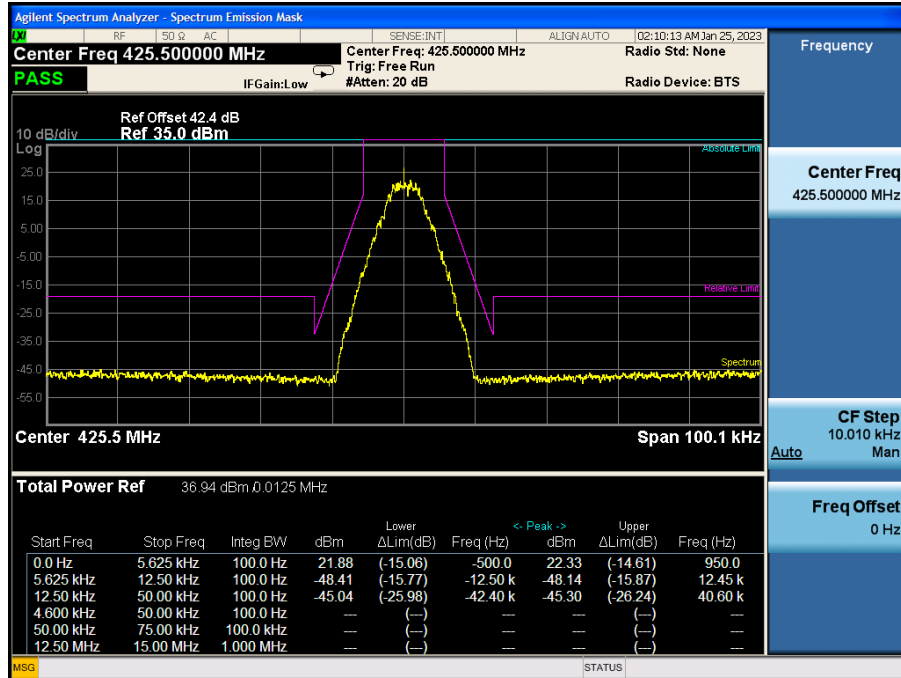 Agilent Spectrum Analyzer - Spectrum Emission Mask
LXI RF 50 Ω AC SENSE:INT ALIGN AUTO 02:10:13 AM Jan 25, 2023
Center Freq 425.500000 MHz Center Freq: 425.500000 MHz Radio Std: None
Trig: Free Run
PASS IFGain:Low #Atten: 20 dB Radio Device: BTS
Ref Offset 42.4 dB
10 dB/div Ref 35.0 dBm
Log
Absolute Limit
25.0
15.0
5.00
-5.00
-15.0
Relative Limit
-25.0
-35.0
-45.0
Spectrum
-55.0
Center 425.5 MHz Span 100.1 kHz
Total Power Ref 36.94 dBm / 0.0125 MHz
Lower <- Peak -> Upper
Start Freq Stop Freq Integ BW dBm ΔLim(dB) Freq (Hz) dBm ΔLim(dB) Freq (Hz)
0.0 Hz 5.625 kHz 100.0 Hz 21.88 (-15.06) -500.0 22.33 (-14.61) 950.0
5.625 kHz 12.50 kHz 100.0 Hz -48.41 (-15.77) -12.50 k -48.14 (-15.87) 12.45 k
12.50 kHz 50.00 kHz 100.0 Hz -45.04 (-25.98) -42.40 k -45.30 (-26.24) 40.60 k
4.600 kHz 50.00 kHz 100.0 Hz --- (---) --- --- (---) ---
50.00 kHz 75.00 kHz 100.0 kHz --- (---) --- --- (---) ---
12.50 MHz 15.00 MHz 1.000 MHz --- (---) --- --- (---) ---
MSG STATUS
Frequency
Center Freq
425.500000 MHz
CF Step
10.010 kHz
Auto Man
Freq Offset
0 Hz